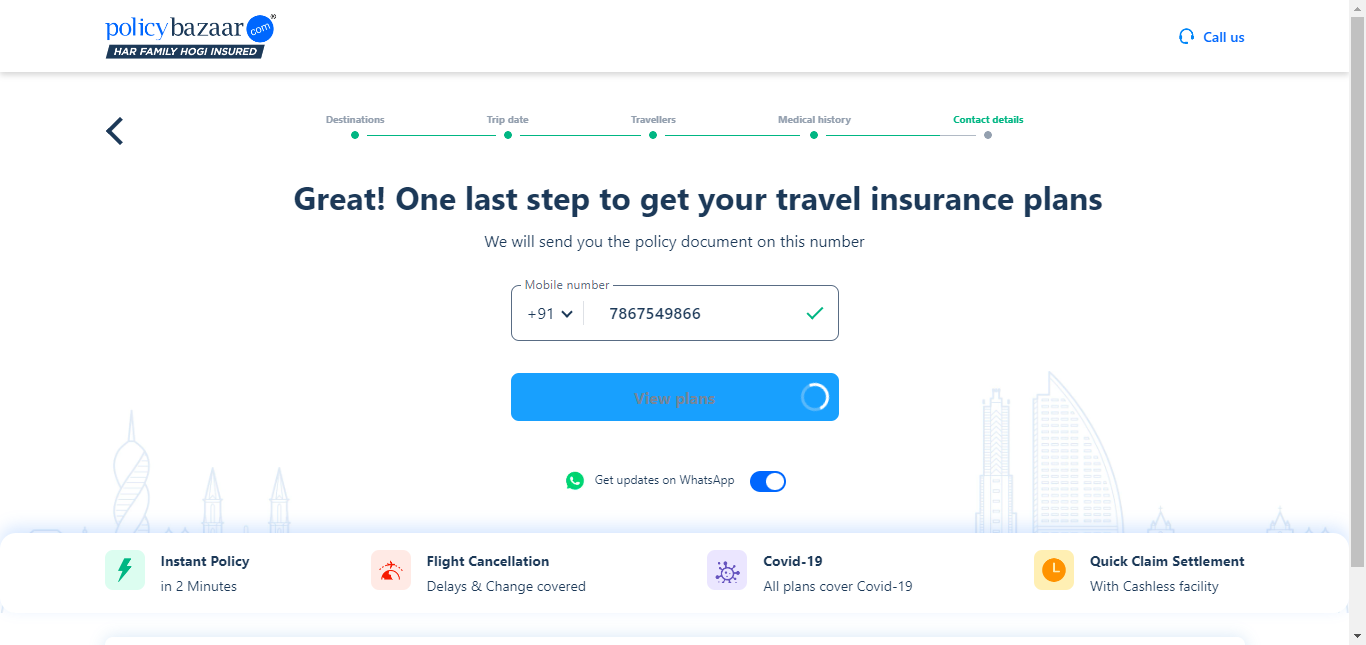 policybazaar.com®
HAR FAMILY HOGI INSURED
Call us
Destinations
Trip date
Travellers
Medical history
Contact details
Great! One last step to get your travel insurance plans
We will send you the policy document on this number
Mobile number
+91 7867549866
View plans
Get updates on WhatsApp
Instant Policy
in 2 Minutes
Flight Cancellation
Delays & Change covered
Covid-19
All plans cover Covid-19
Quick Claim Settlement
With Cashless facility